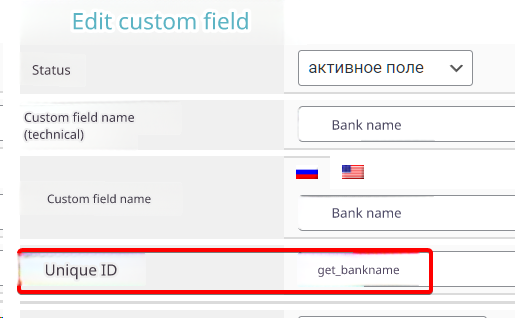 Edit custom field
Status
активное поле
Custom field name
(technical)
Bank name
Custom field name
Bank name
Unique ID
get_bankname